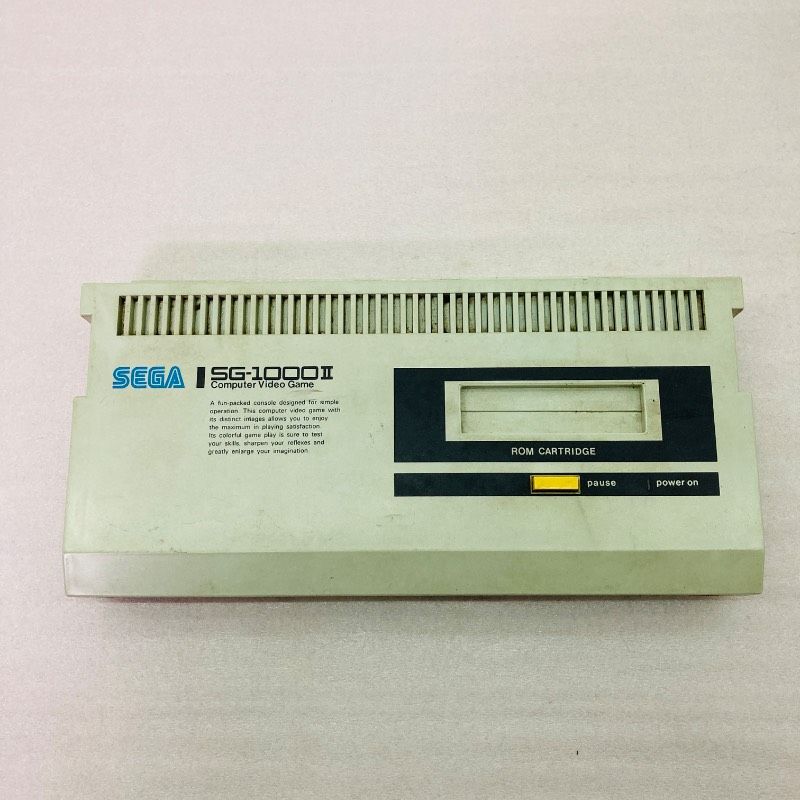 SEGA
SG-1000II
Computer Video Game
A fun-packed console designed for simple
operation. This computer video game with
its distinct images allows you to enjoy
the maximum in playing satisfaction.
Its colorful game play is sure to test
your skills, sharpen your reflexes and
greatly enlarge your imagination.
ROM CARTRIDGE
pause
power on